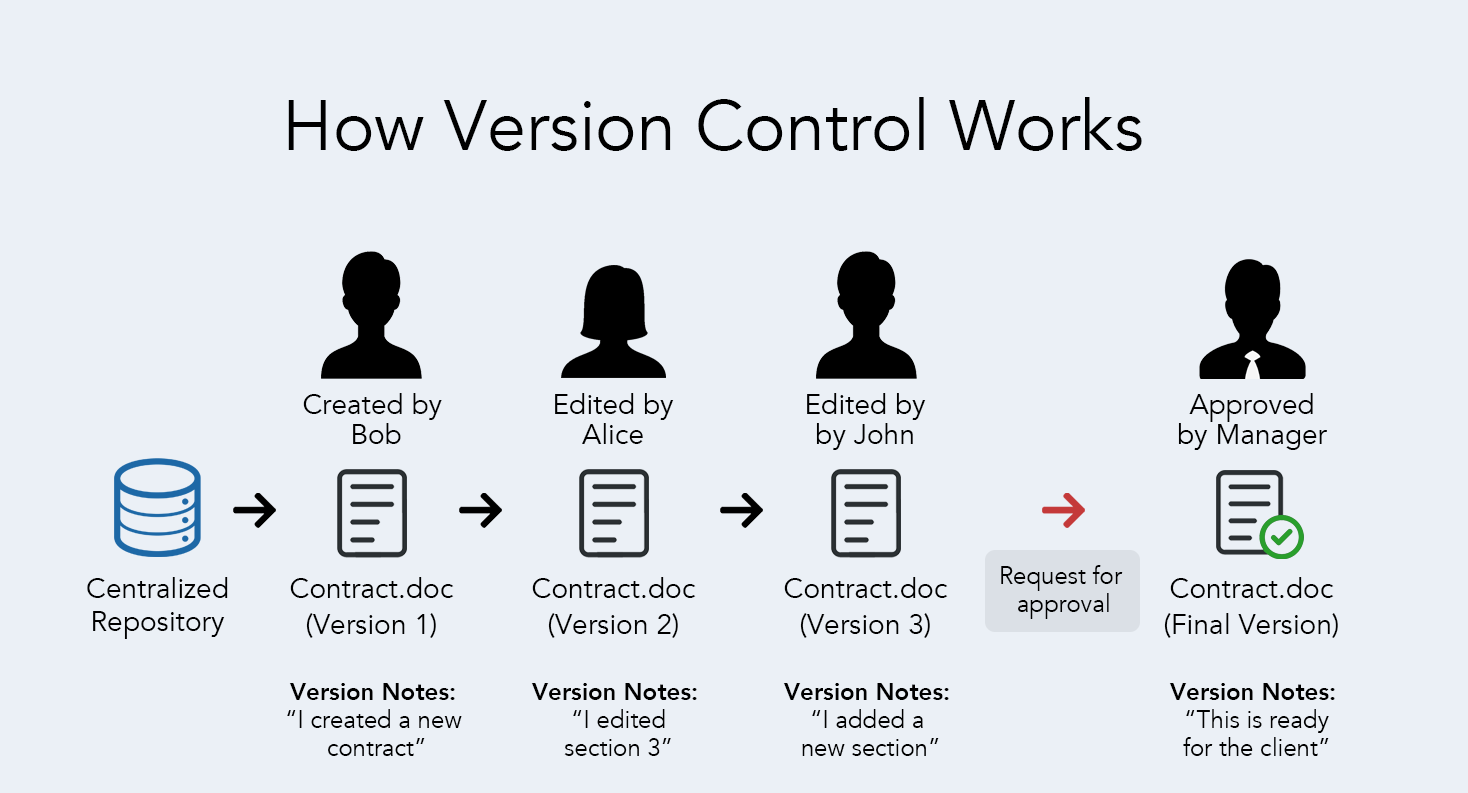 How Version Control Works
Created by
Bob
Edited by
Alice
Edited by
by John
Approved
by Manager
Centralized
Repository
Contract.doc
(Version 1)
Contract.doc
(Version 2)
Contract.doc
(Version 3)
Request for
approval
Contract.doc
(Final Version)
Version Notes:
“I created a new
contract”
Version Notes:
“I edited
section 3”
Version Notes:
“I added a
new section”
Version Notes:
“This is ready
for the client”